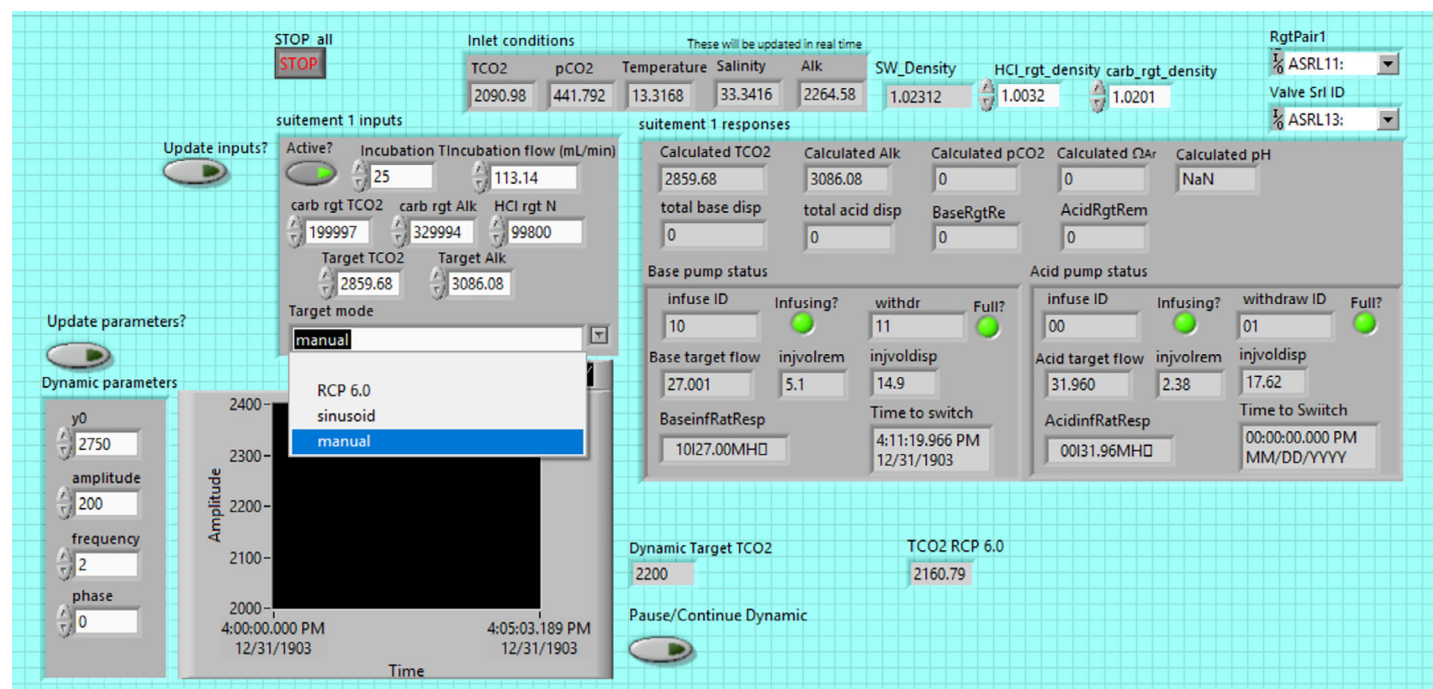 STOP all
STOP
Inlet conditions
These will be updated in real time
TCO2 pCO2 Temperature Salinity Alk
2090.98 441.792 13.3168 33.3416 2264.58
SW_Density HCl_rgt_density carb_rgt_density
1.02312 1.0032 1.0201
RgtPair1
ASRL11:
Valve Srl ID
ASRL13:
Update inputs?
suitement 1 inputs
Active? Incubation TIncubation flow (mL/min)
25 113.14
carb rgt TCO2 carb rgt Alk HCl rgt N
199997 329994 99800
Target TCO2 Target Alk
2859.68 3086.08
Target mode
manual
RCP 6.0
sinusoid
manual
suitement 1 responses
Calculated TCO2 Calculated Alk Calculated pCO2 Calculated ΩAr Calculated pH
2859.68 3086.08 0 0 NaN
total base disp total acid disp BaseRgtRe AcidRgtRem
0 0 0 0
Base pump status
infuse ID Infusing? withdr Full?
10 11
Base target flow injvolrem injvoldisp
27.001 5.1 14.9
BaseinfRatResp Time to switch
10I27.00MH□ 4:11:19.966 PM
12/31/1903
Acid pump status
infuse ID Infusing? withdraw ID Full?
00 01
Acid target flow injvolrem injvoldisp
31.960 2.38 17.62
AcidinfRatResp Time to Swiitch
00I31.96MH□ 00:00:00.000 PM
MM/DD/YYYY
Update parameters?
Dynamic parameters
y0
2750
amplitude
200
frequency
2
phase
0
Amplitude
2400
2300
2200
2100
2000
4:00:00.000 PM 4:05:03.189 PM
12/31/1903 12/31/1903
Time
Dynamic Target TCO2 TCO2 RCP 6.0
2200 2160.79
Pause/Continue Dynamic